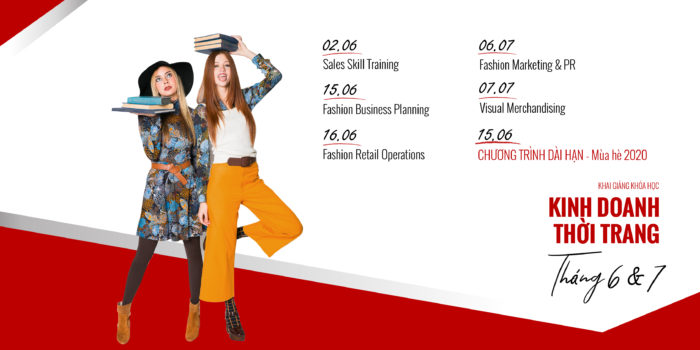 02.06
Sales Skill Training
15.06
Fashion Business Planning
16.06
Fashion Retail Operations
06.07
Fashion Marketing & PR
07.07
Visual Merchandising
15.06
CHƯƠNG TRÌNH DÀI HẠN - Mùa hè 2020
KHAI GIẢNG KHÓA HỌC
KINH DOANH
THỜI TRANG
Tháng 6 & 7